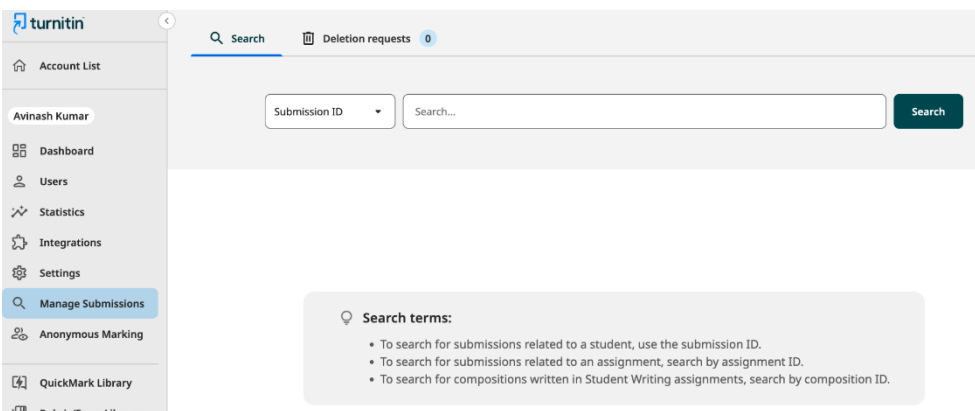 turnitin
Search
Deletion requests 0
Account List
Submission ID
Search...
Search
Avinash Kumar
Dashboard
Users
Statistics
Integrations
Settings
Manage Submissions
Anonymous Marking
QuickMark Library
Search terms:
• To search for submissions related to a student, use the submission ID.
• To search for submissions related to an assignment, search by assignment ID.
• To search for compositions written in Student Writing assignments, search by composition ID.